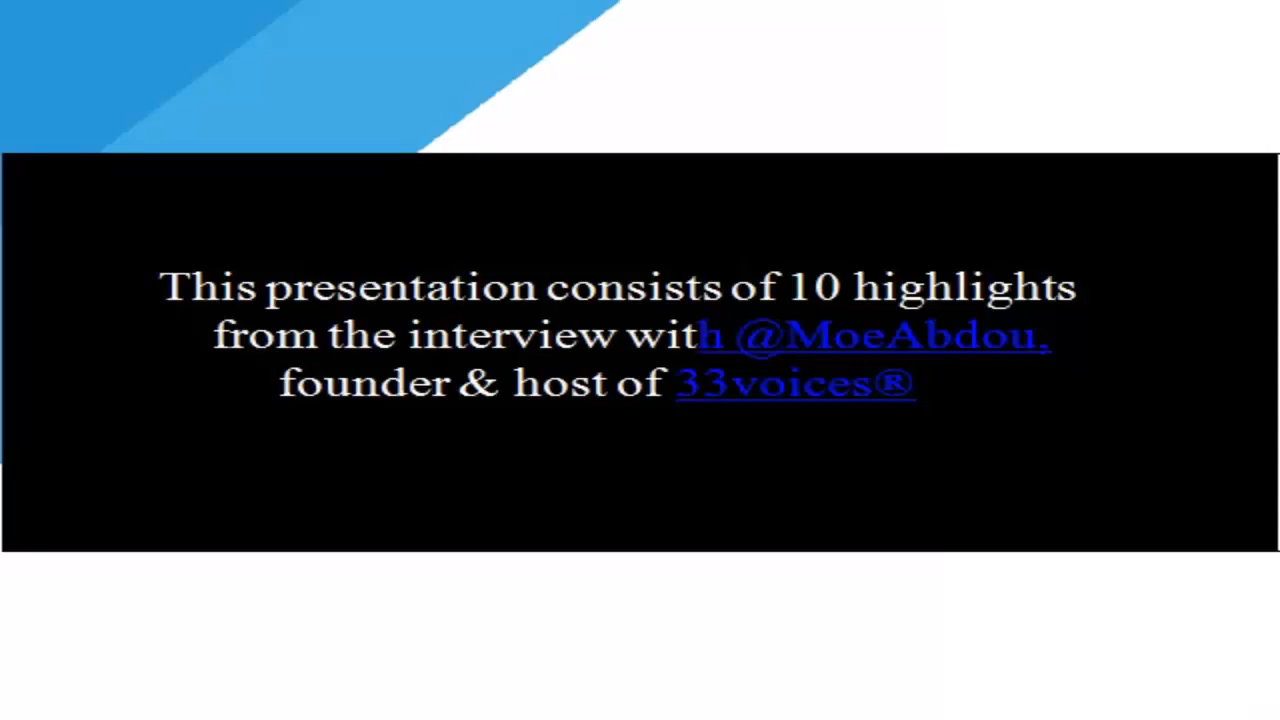 This presentation consists of 10 highlights
from the interview with @MoeAbdou,
founder & host of 33voices®